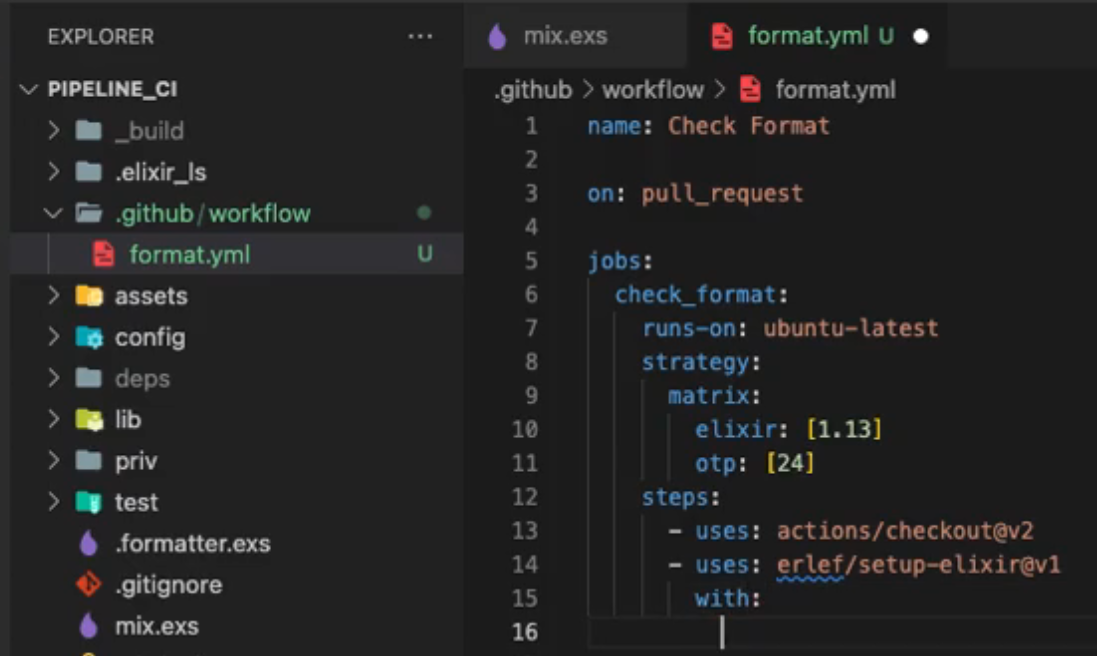 EXPLORER
PIPELINE_CI
_build
.elixir_ls
.github/workflow
format.yml U
assets
config
deps
lib
priv
test
.formatter.exs
.gitignore
mix.exs
mix.exs
format.yml U
.github > workflow > format.yml
1 name: Check Format
2
3 on: pull_request
4
5 jobs:
6 check_format:
7 runs-on: ubuntu-latest
8 strategy:
9 matrix:
10 elixir: [1.13]
11 otp: [24]
12 steps:
13 - uses: actions/checkout@v2
14 - uses: erlef/setup-elixir@v1
15 with:
16